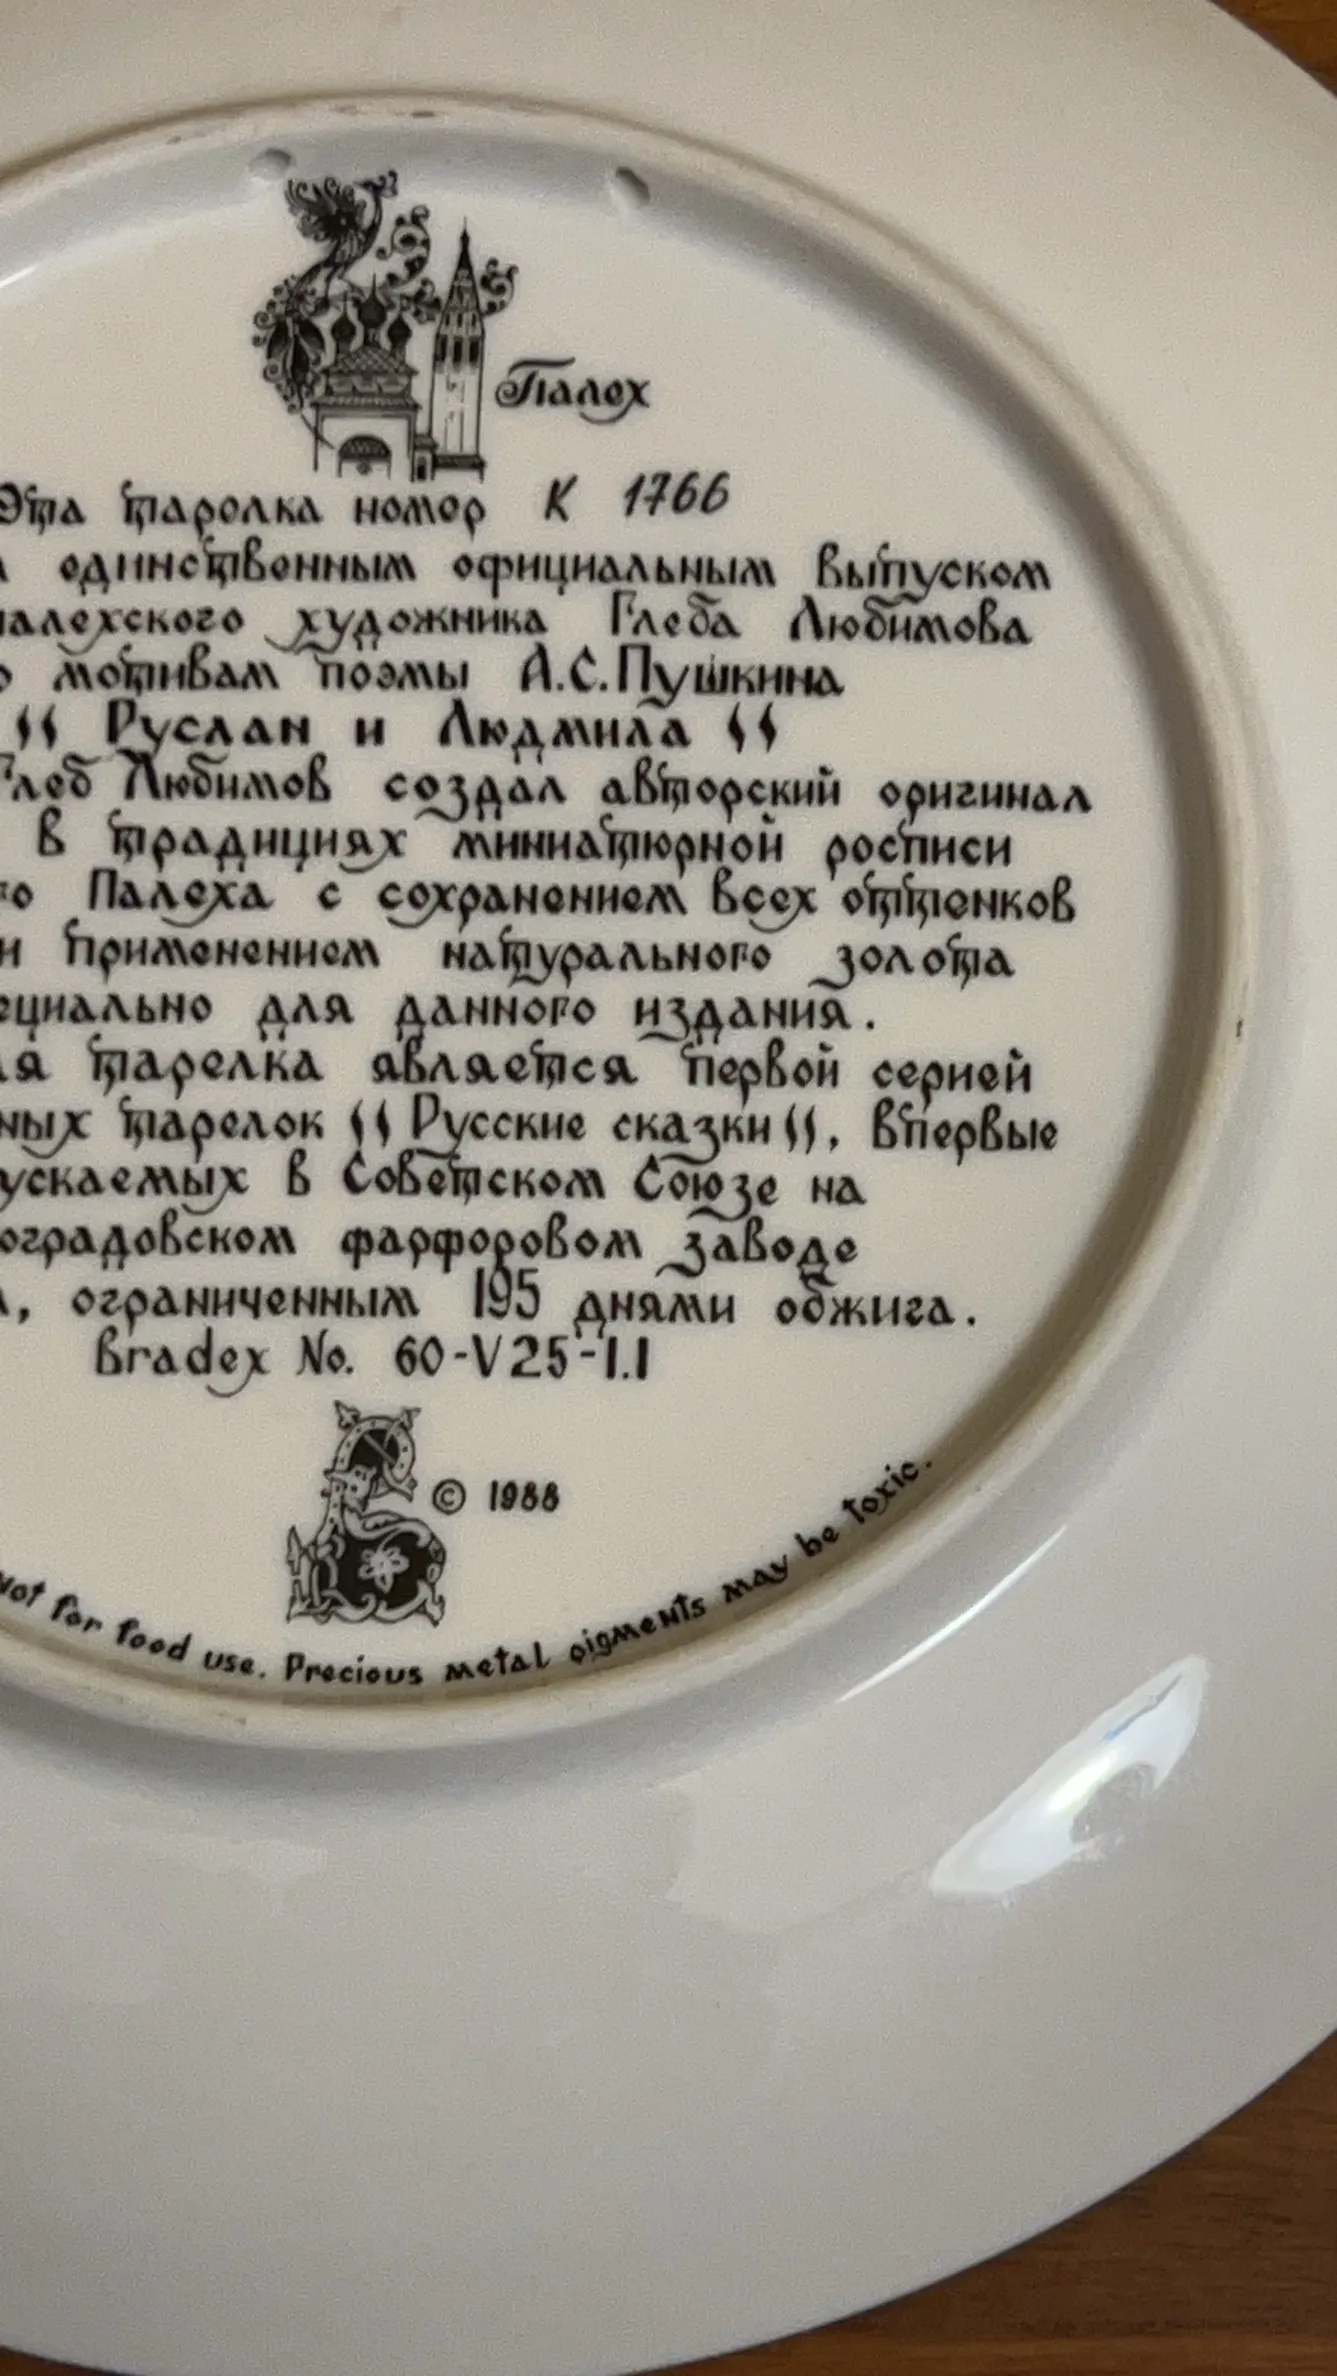 Палех
Эта тарелка номер К 1766
единственным официальным выпуском
палехского художника Глеба Любимова
мотивам поэмы А.С.Пушкина
"Руслан и Людмила"
Глеб Любимов создал авторский оригинал
в традициях миниатюрной росписи
Палеха с сохранением всех оттенков
и применением натурального золота
специально для данного издания.
тарелка является первой серией
тарелок "Русские сказки", впервые
выпускаемых в Советском Союзе на
фарфоровом заводе
ограниченным 195 днями обжига.
Bradex No. 60-V25-1.1
© 1988
Not for food use. Precious metal pigments may be toxic.